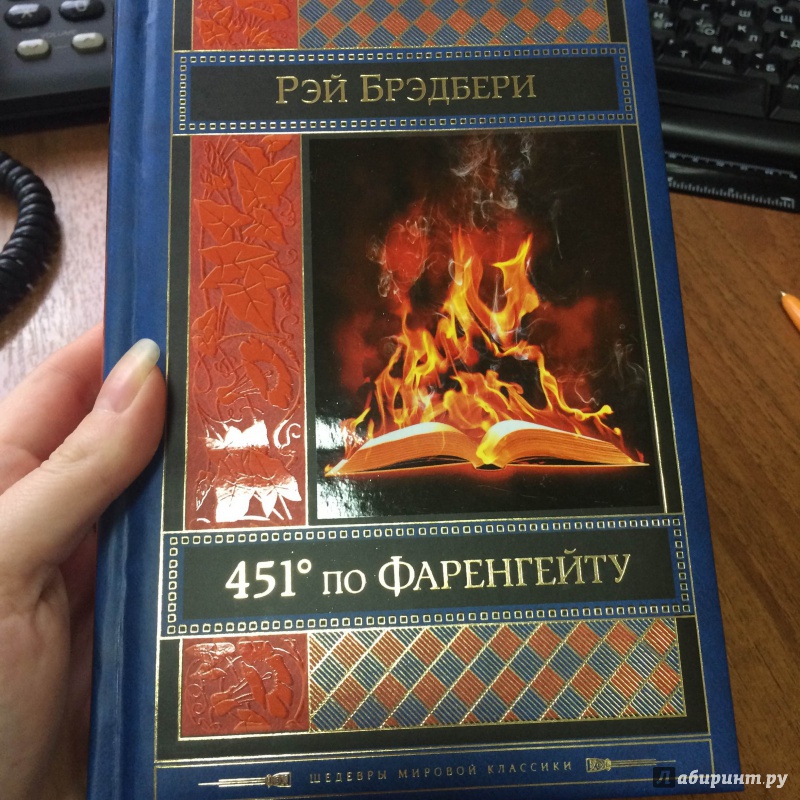 Рэй Брэдбери
451° по Фаренгейту
ШЕДЕВРЫ МИРОВОЙ КЛАССИКИ
Лабиринт.ру